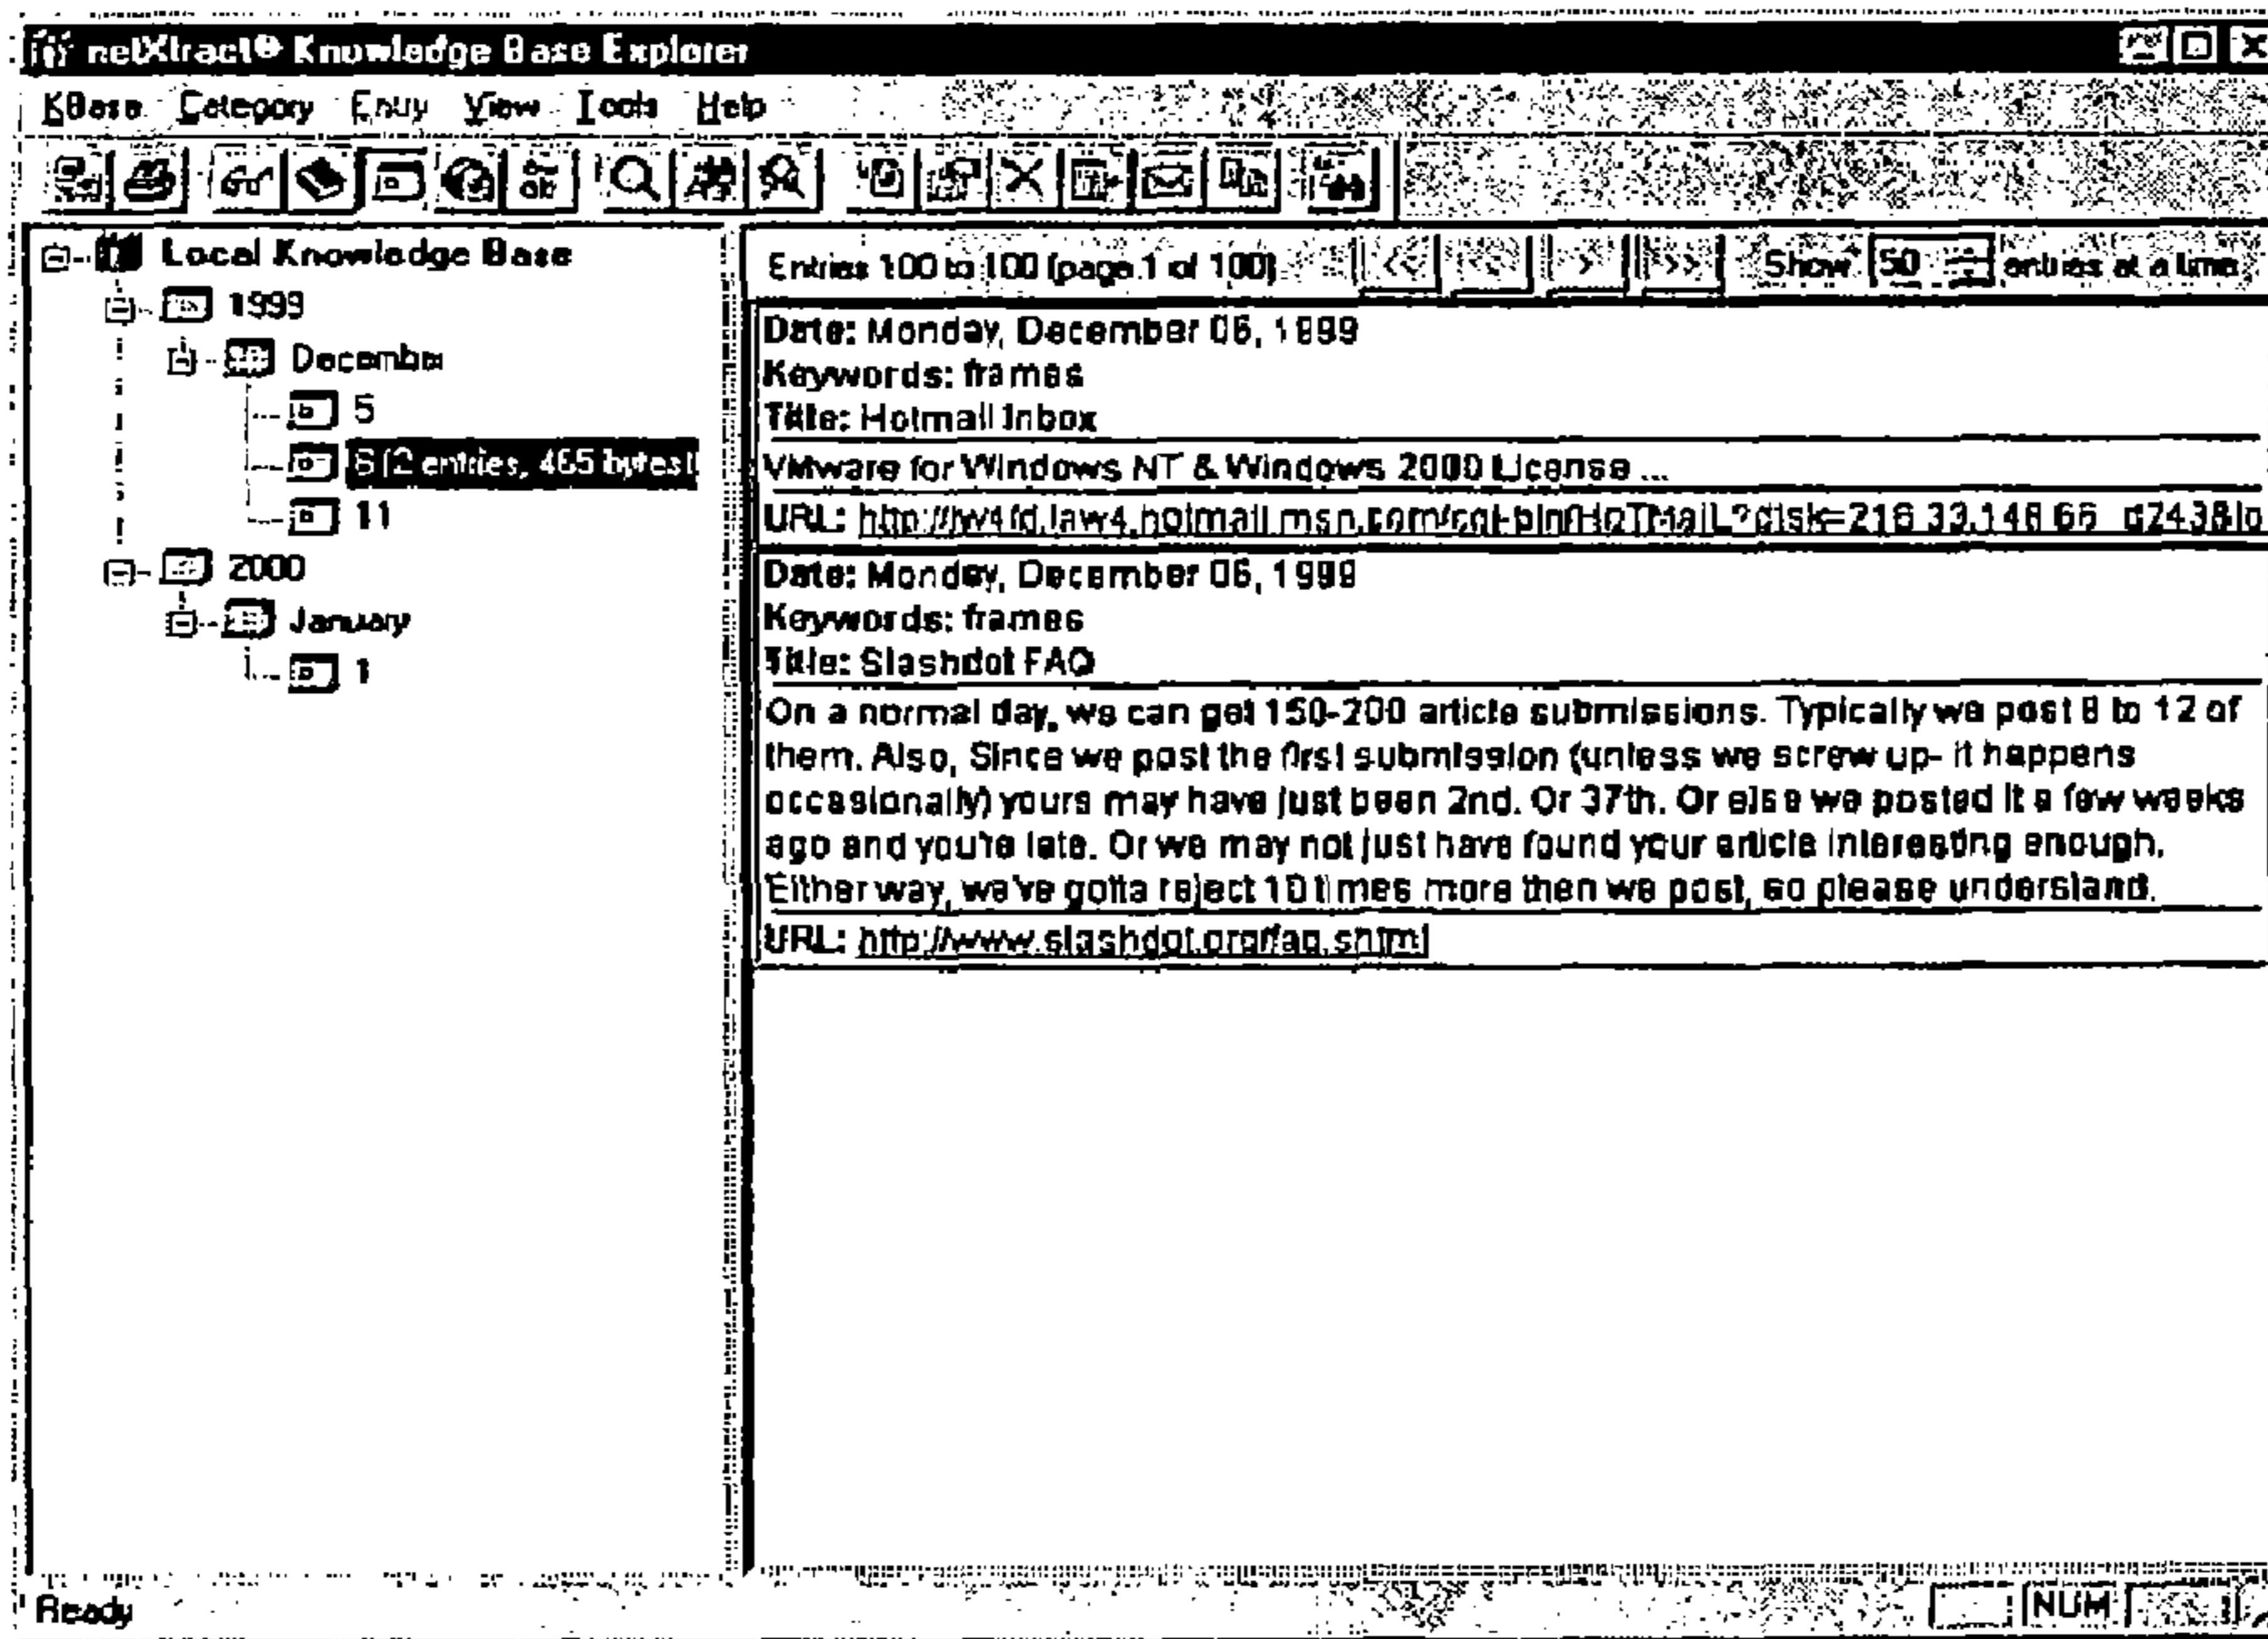 netXtract® Knowledge Base Explorer
KBase Category Entry View Tools Help
Local Knowledge Base
1999
December
5
6 (2 entries, 465 bytes)
11
2000
January
1
Entries 100 to 100 (page 1 of 100) << < > >> Show 50 entries at a time
Date: Monday, December 06, 1999
Keywords: frames
Title: Hotmail Inbox
VMware for Windows NT & Windows 2000 License ...
URL:
Date: Monday, December 06, 1999
Keywords: frames
Title: Slashdot FAQ
On a normal day, we can get 150-200 article submissions. Typically we post 8 to 12 of
them. Also, Since we post the first submission (unless we screw up- it happens
occasionally) yours may have just been 2nd. Or 37th. Or else we posted it a few weeks
ago and you're late. Or we may not just have found your article interesting enough.
Either way, we've gotta reject 10 times more then we post, so please understand.
URL: http://www.slashdot.org/faq.shtml
Ready NUM